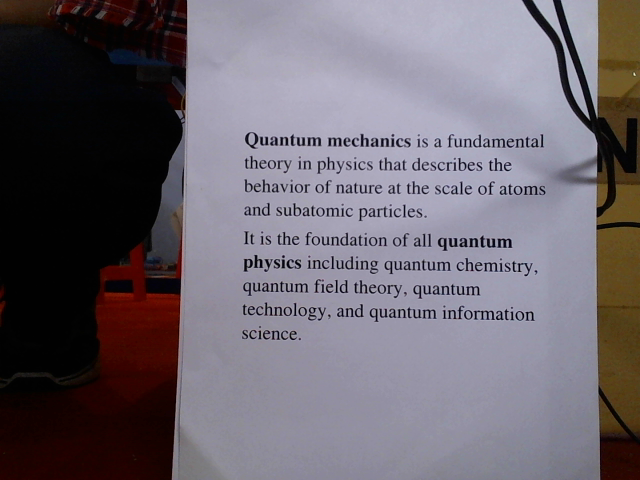 Quantum mechanics is a fundamental
theory in physics that describes the
behavior of nature at the scale of atoms
and subatomic particles.
It is the foundation of all quantum
physics including quantum chemistry,
quantum field theory, quantum
technology, and quantum information
science.
N